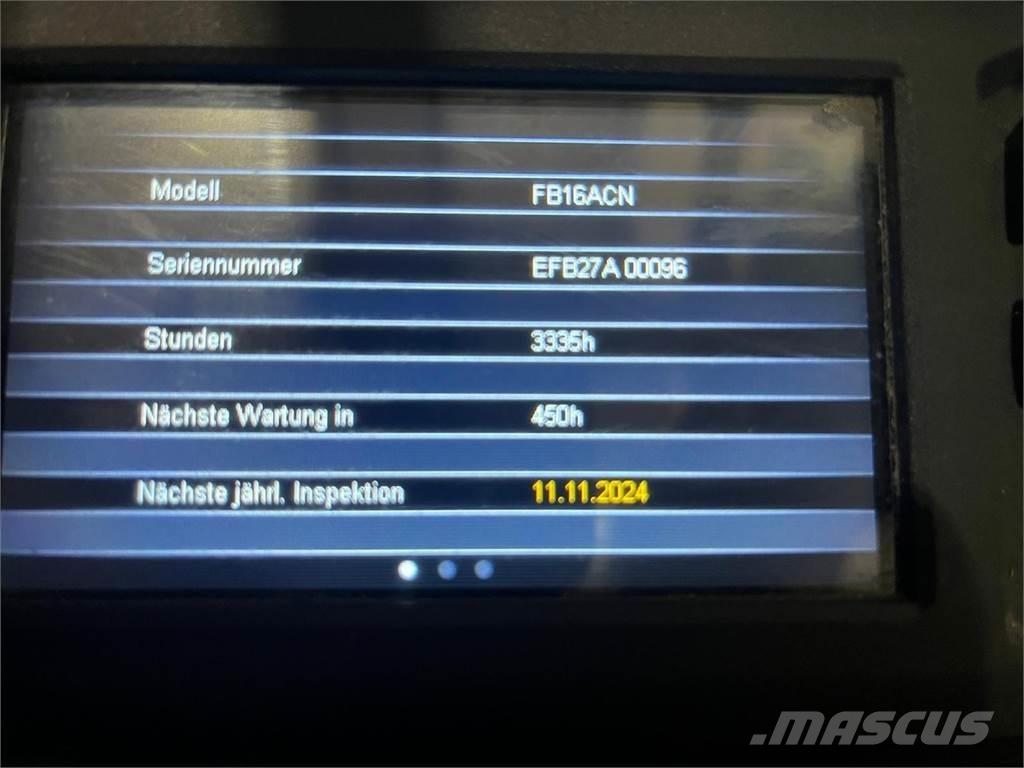 Modell FB16ACN
Seriennummer EFB27A 00096
Stunden 3335h
Nächste Wartung in 450h
Nächste jährl. Inspektion 11.11.2024
.MASCUS